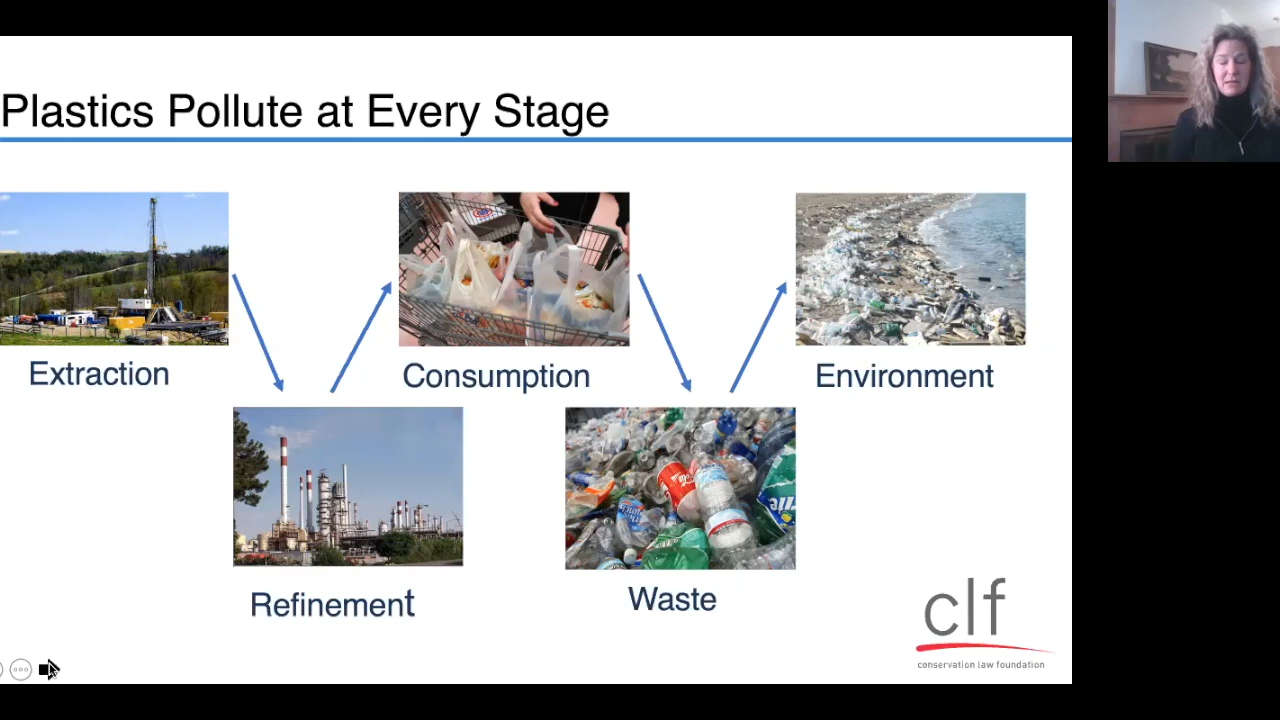 Plastics Pollute at Every Stage
Extraction
Consumption
Environment
Refinement
Waste
clf
conservation law foundation